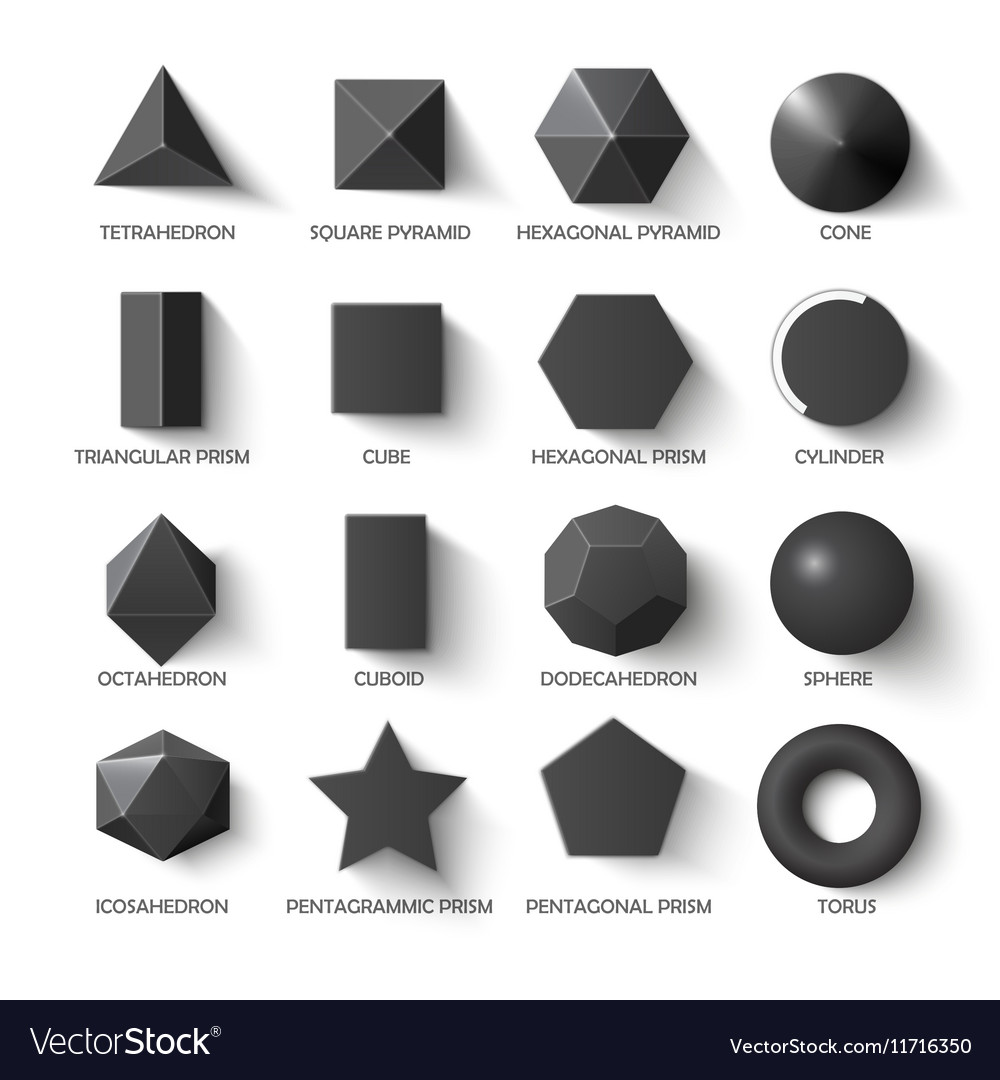 TETRAHEDRON SQUARE PYRAMID HEXAGONAL PYRAMID CONE
TRIANGULAR PRISM CUBE HEXAGONAL PRISM CYLINDER
OCTAHEDRON CUBOID DODECAHEDRON SPHERE
ICOSAHEDRON PENTAGRAMMIC PRISM PENTAGONAL PRISM TORUS
VectorStock® VectorStock.com/11716350